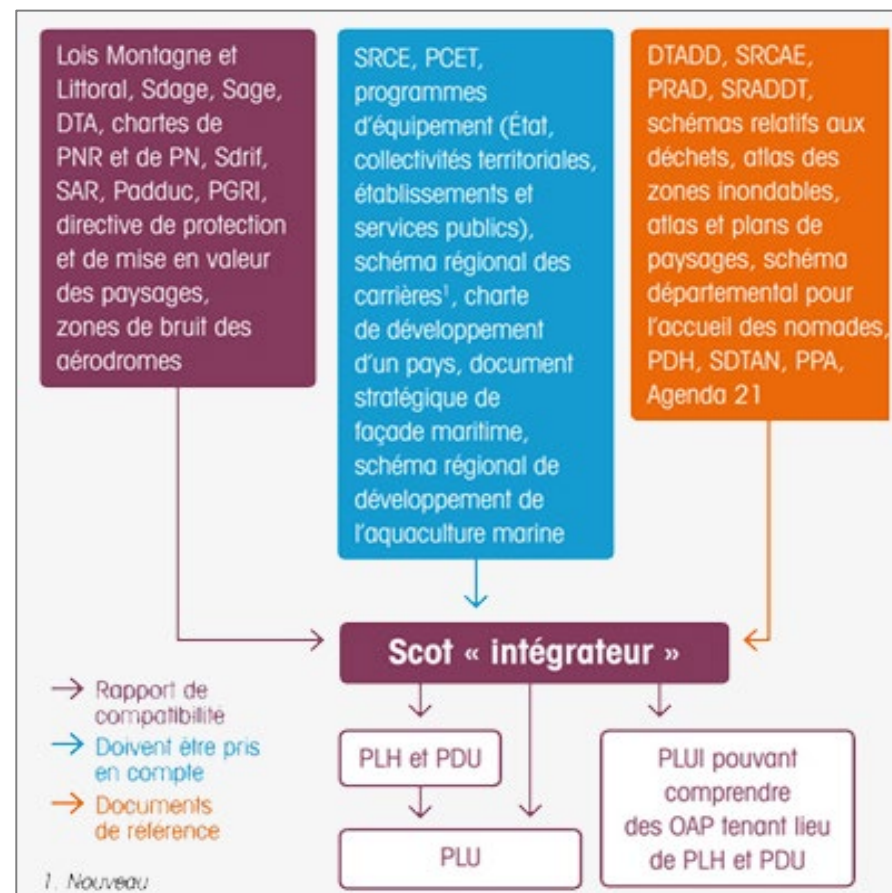 Lois Montagne et
Littoral, Sdage, Sage,
DTA, chartes de
PNR et de PN, Sdrif,
SAR, Padduc, PGRI,
directive de protection
et de mise en valeur
des paysages,
zones de bruit des
aérodromes
SRCE, PCET,
programmes
d'équipement (État,
collectivités territoriales,
établissements et
services publics),
schéma régional des
carrières¹, charte
de développement
d'un pays, document
stratégique de
façade maritime,
schéma régional de
développement de
l'aquaculture marine
DTADD, SRCAE,
PRAD, SRADDT,
schémas relatifs aux
déchets, atlas des
zones inondables,
atlas et plans de
paysages, schéma
départemental pour
l'accueil des nomades,
PDH, SDTAN, PPA,
Agenda 21
Scot « intégrateur »
Rapport de
compatibilité
Doivent être pris
en compte
Documents
de référence
1. Nouveau
PLH et PDU
PLU
PLUI pouvant
comprendre
des OAP tenant lieu
de PLH et PDU